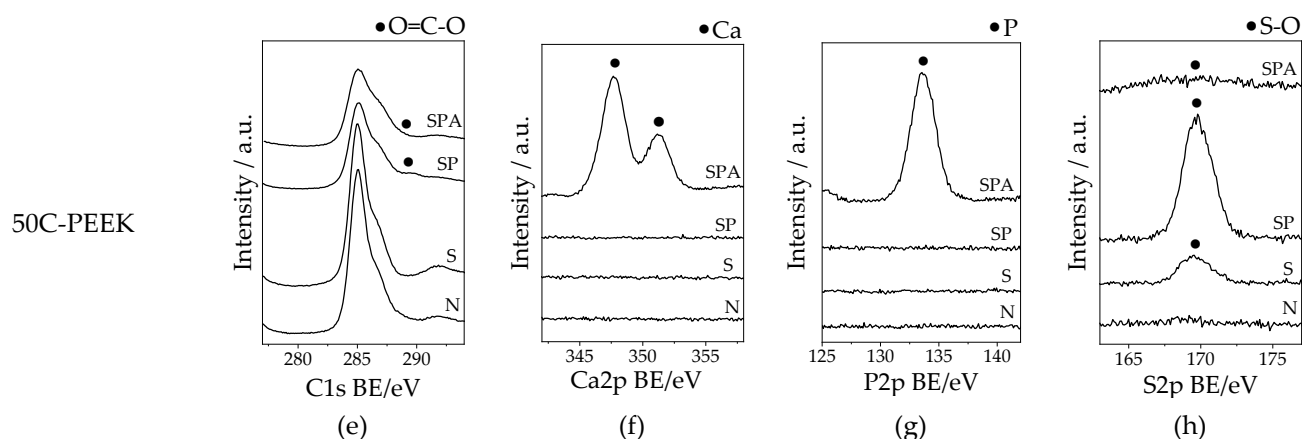 50C-PEEK
● O=C-O
Intensity / a.u.
SPA
SP
S
N
280 285 290
C1s BE/eV
(e)
● Ca
Intensity / a.u.
SPA
SP
S
N
345 350 355
Ca2p BE/eV
(f)
● P
Intensity / a.u.
SPA
SP
S
N
125 130 135 140
P2p BE/eV
(g)
● S-O
Intensity / a.u.
SPA
SP
S
N
165 170 175
S2p BE/eV
(h)